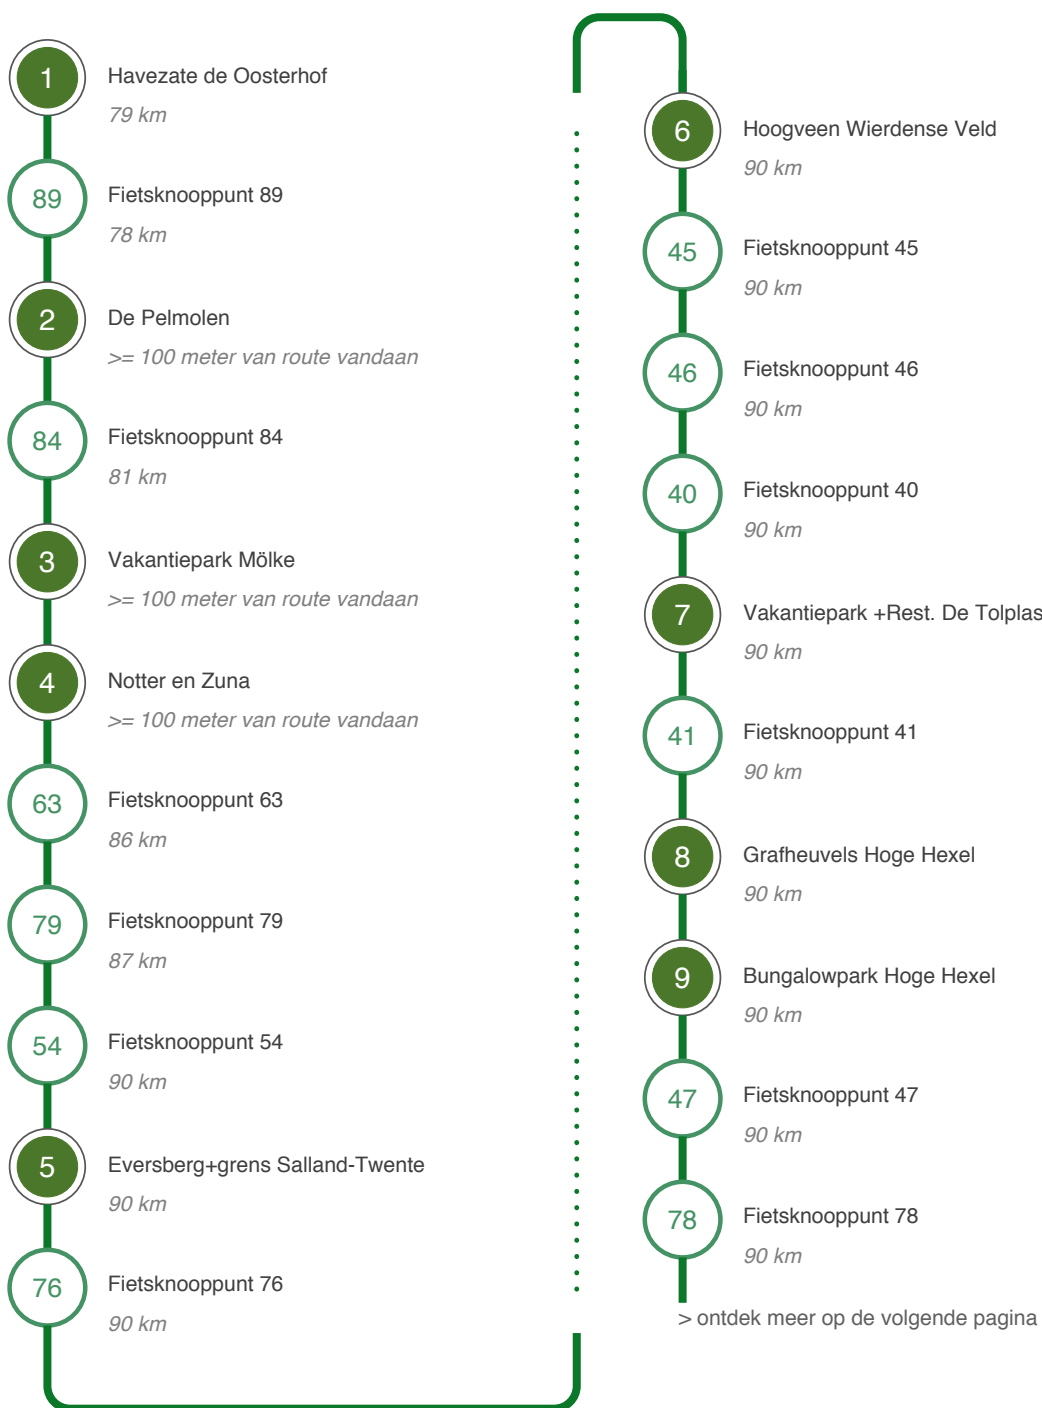 1
Havezate de Oosterhof
79 km
89
Fietsknooppunt 89
78 km
2
De Pelmolen
>= 100 meter van route vandaan
84
Fietsknooppunt 84
81 km
3
Vakantiepark Mölke
>= 100 meter van route vandaan
4
Notter en Zuna
>= 100 meter van route vandaan
63
Fietsknooppunt 63
86 km
79
Fietsknooppunt 79
87 km
54
Fietsknooppunt 54
90 km
5
Eversberg+grens Salland-Twente
90 km
76
Fietsknooppunt 76
90 km
6
Hoogveen Wierdense Veld
90 km
45
Fietsknooppunt 45
90 km
46
Fietsknooppunt 46
90 km
40
Fietsknooppunt 40
90 km
7
Vakantiepark +Rest. De Tolplas
90 km
41
Fietsknooppunt 41
90 km
8
Grafheuvels Hoge Hexel
90 km
9
Bungalowpark Hoge Hexel
90 km
47
Fietsknooppunt 47
90 km
78
Fietsknooppunt 78
90 km
> ontdek meer op de volgende pagina